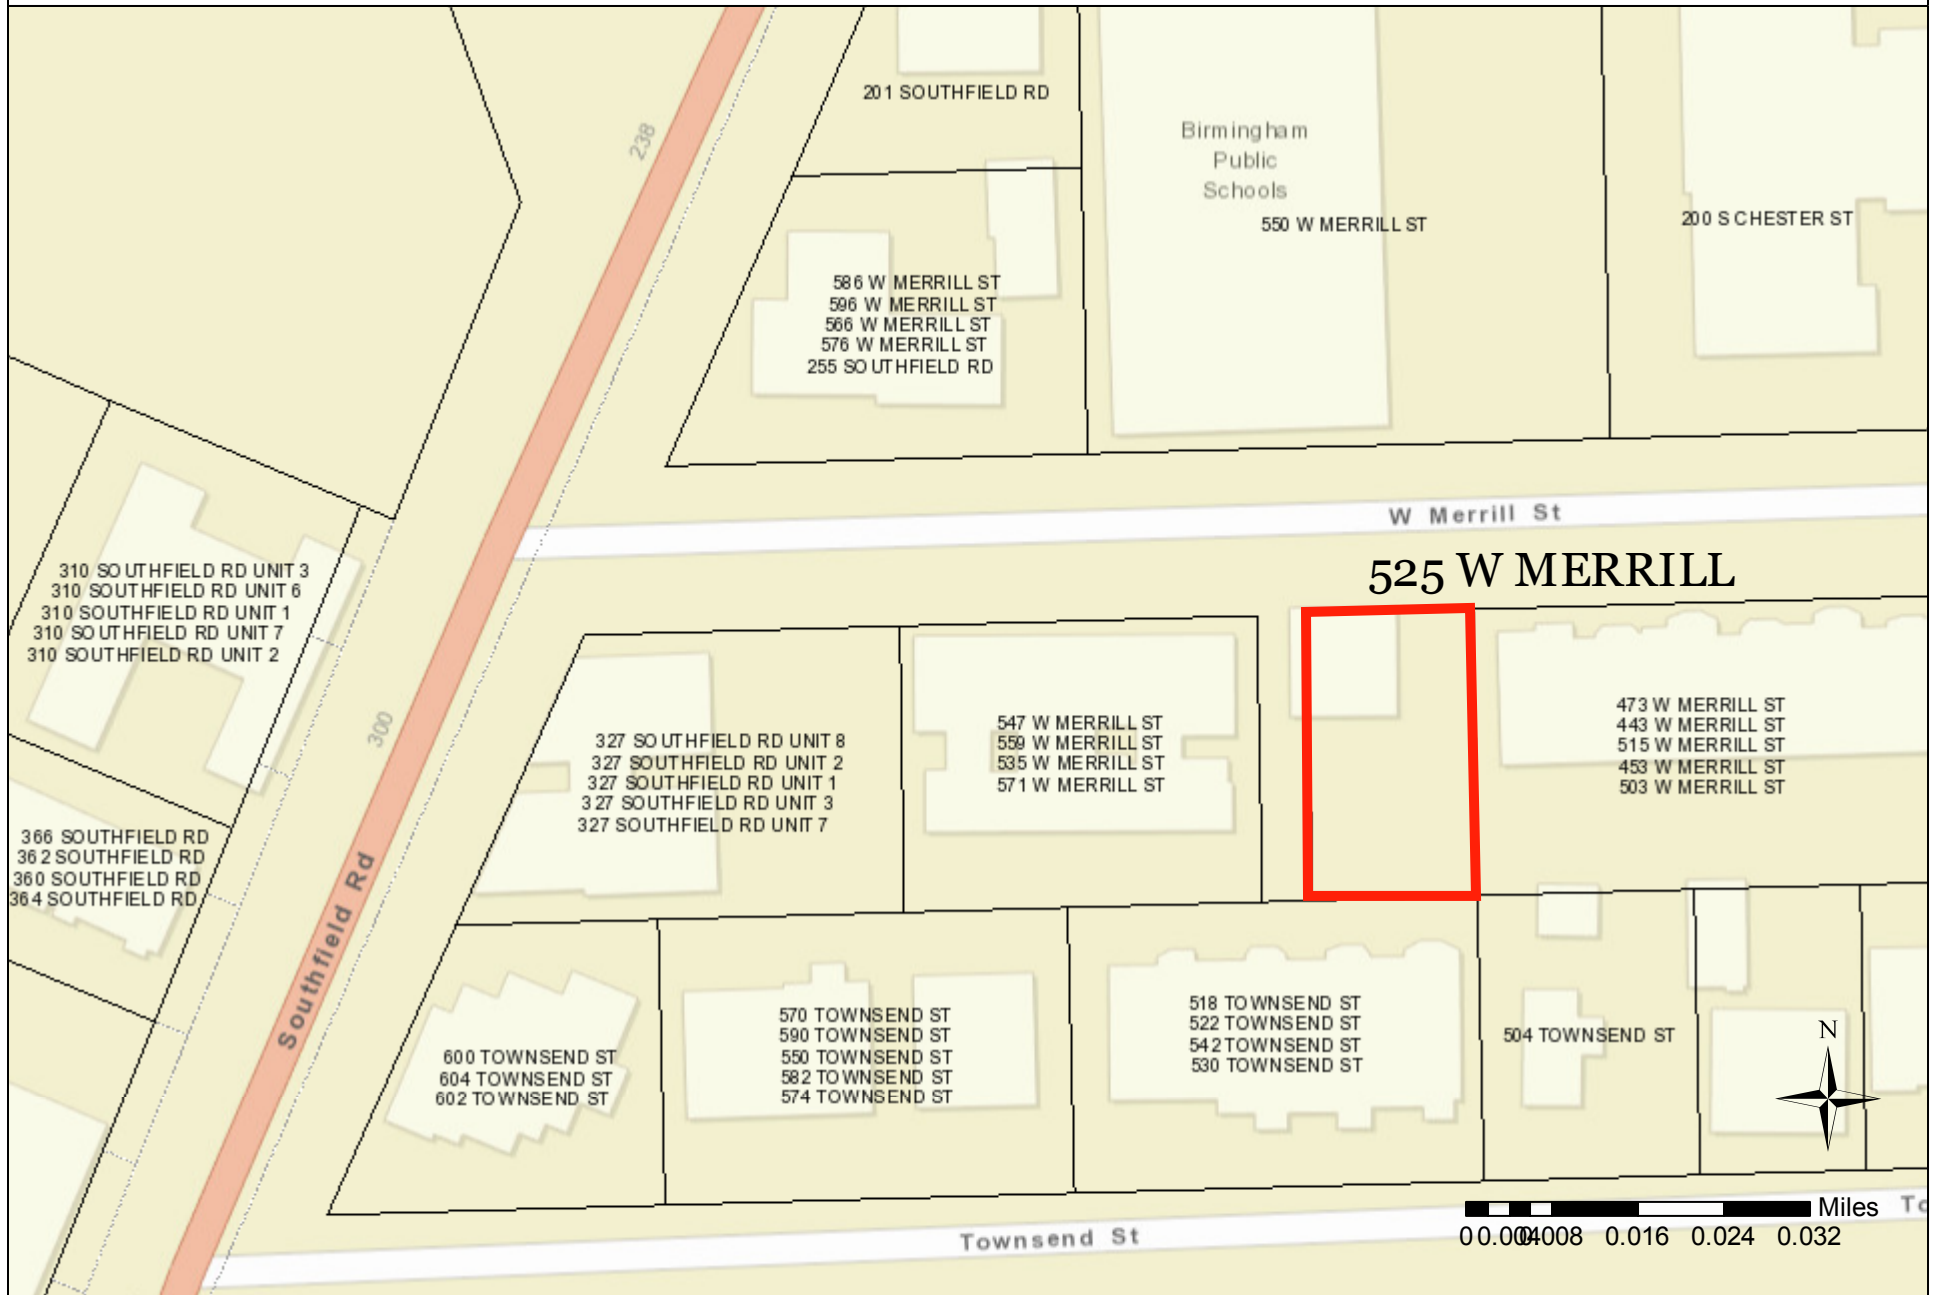 201 SOUTHFIELD RD
238
Birmingham
Public
Schools
550 W MERRILL ST
200 S CHESTER ST
586 W MERRILL ST
596 W MERRILL ST
566 W MERRILL ST
576 W MERRILL ST
255 SOUTHFIELD RD
W Merrill St
525 W MERRILL
310 SOUTHFIELD RD UNIT 3
310 SOUTHFIELD RD UNIT 6
310 SOUTHFIELD RD UNIT 1
310 SOUTHFIELD RD UNIT 7
310 SOUTHFIELD RD UNIT 2
300
327 SOUTHFIELD RD UNIT 8
327 SOUTHFIELD RD UNIT 2
327 SOUTHFIELD RD UNIT 1
327 SOUTHFIELD RD UNIT 3
327 SOUTHFIELD RD UNIT 7
547 W MERRILL ST
559 W MERRILL ST
535 W MERRILL ST
571 W MERRILL ST
473 W MERRILL ST
443 W MERRILL ST
515 W MERRILL ST
453 W MERRILL ST
503 W MERRILL ST
366 SOUTHFIELD RD
362 SOUTHFIELD RD
360 SOUTHFIELD RD
364 SOUTHFIELD RD
Southfield Rd
600 TOWNSEND ST
604 TOWNSEND ST
602 TOWNSEND ST
570 TOWNSEND ST
590 TOWNSEND ST
550 TOWNSEND ST
582 TOWNSEND ST
574 TOWNSEND ST
518 TOWNSEND ST
522 TOWNSEND ST
542 TOWNSEND ST
530 TOWNSEND ST
504 TOWNSEND ST
N
Townsend St
Miles
To
0 0.004 0.008 0.016 0.024 0.032